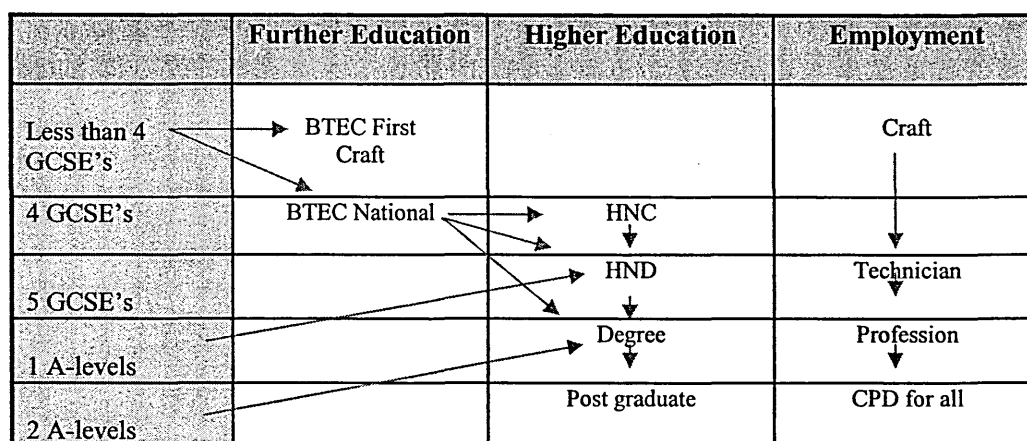 Further Education Higher Education Employment
Less than 4 BTEC First Craft
GCSE's Craft
4 GCSE's BTEC National HNC
HND Technician
5 GCSE's
Degree Profession
1 A-levels
Post graduate CPD for all
2 A-levels